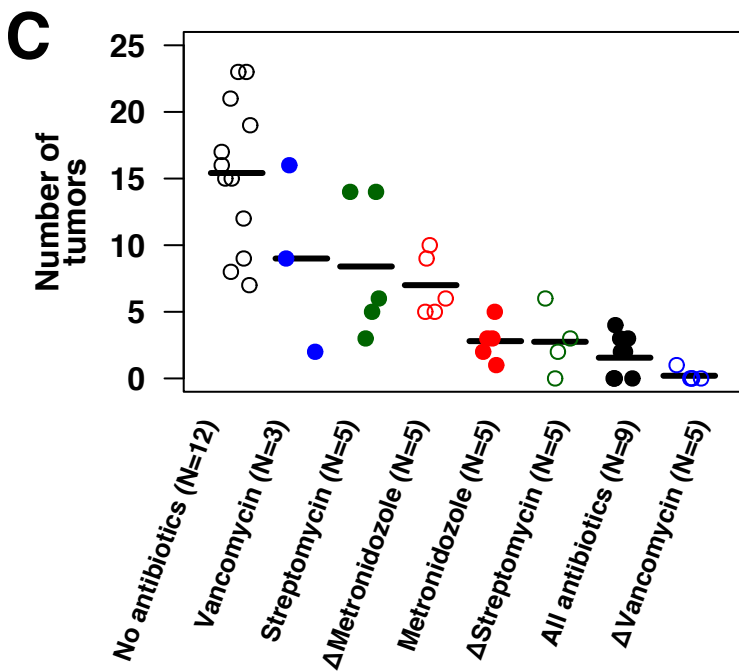 C
25
20
15
10
5
0
Number of
tumors
No antibiotics (N=12)
Vancomycin (N=3)
Streptomycin (N=5)
ΔMetronidozole (N=5)
Metronidozole (N=5)
ΔStreptomycin (N=5)
All antibiotics (N=9)
ΔVancomycin (N=5)